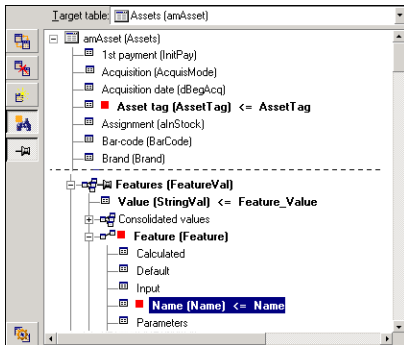 Target table: Assets (amAsset)
amAsset (Assets)
1st payment (InitPay)
Acquisition (AcquisMode)
Acquisition date (dBegAcq)
Asset tag (AssetTag) <= AssetTag
Assignment (aInStock)
Bar-code (BarCode)
Brand (Brand)
Features (FeatureVal)
Value (StringVal) <= Feature_Value
Consolidated values
Feature (Feature)
Calculated
Default
Input
Name (Name) <= Name
Parameters